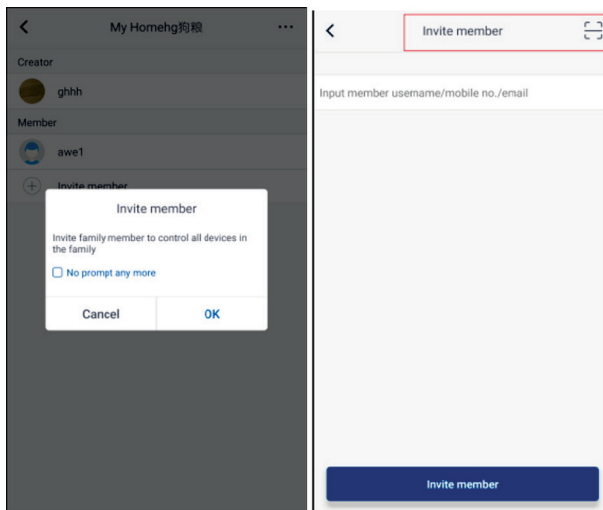 My Homehg狗粮
Creator
ghhh
Member
awe1
Invite member
Invite member
Invite family member to control all devices in
the family
No prompt any more
Cancel OK
Invite member
Input member username/mobile no./email
Invite member